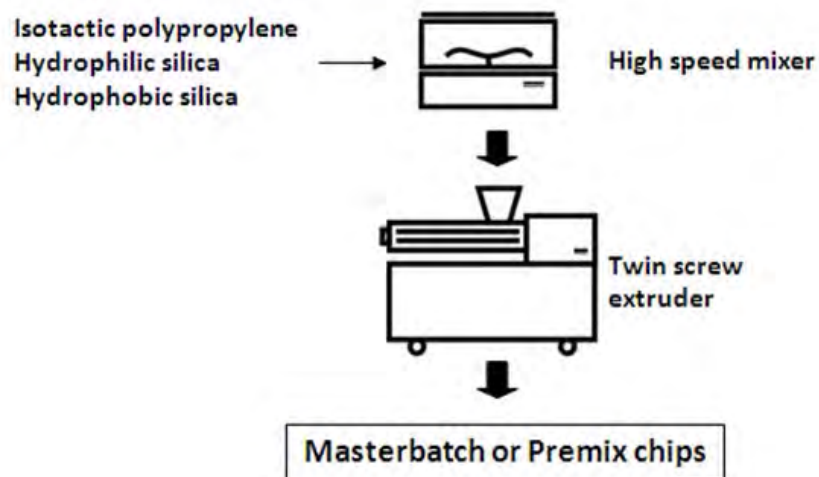 Isotactic polypropylene
Hydrophilic silica
Hydrophobic silica
High speed mixer
Twin screw
extruder
Masterbatch or Premix chips